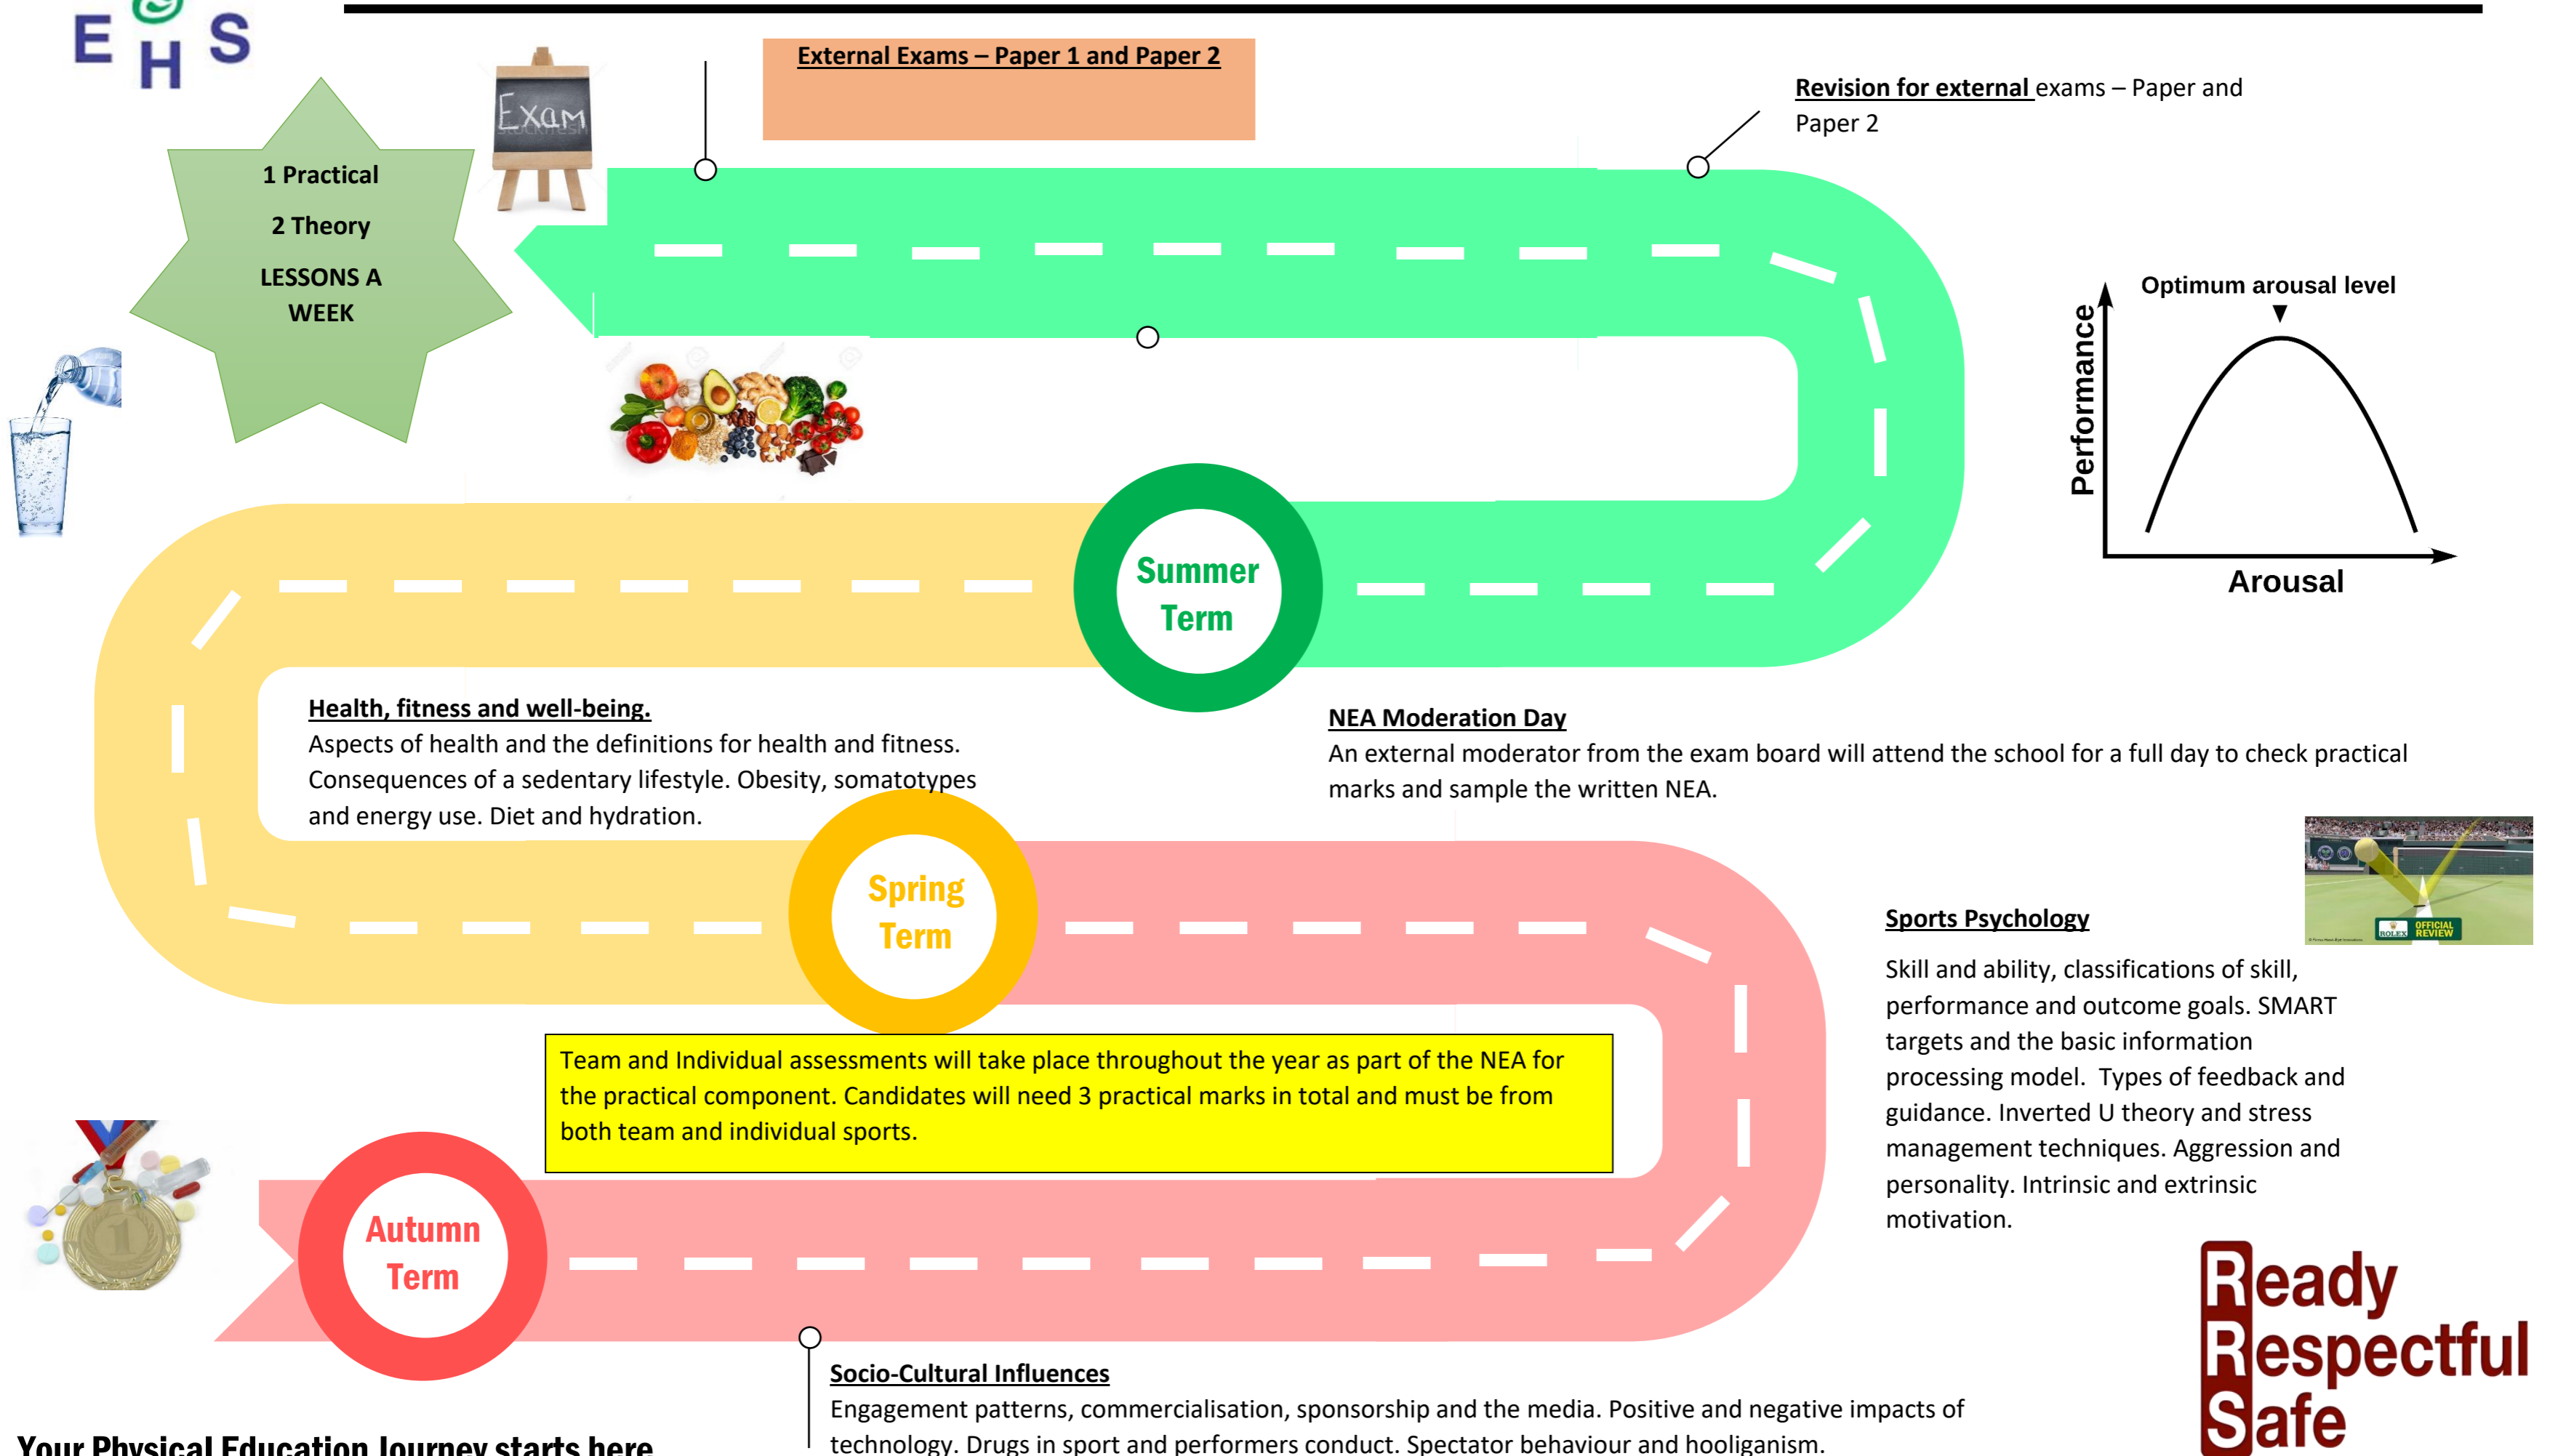 E H S
External Exams – Paper 1 and Paper 2
Revision for external exams – Paper and
Paper 2
Exam
1 Practical
2 Theory
LESSONS A
WEEK
Optimum arousal level
Performance
Arousal
Summer
Term
Health, fitness and well-being.
Aspects of health and the definitions for health and fitness.
Consequences of a sedentary lifestyle. Obesity, somatotypes
and energy use. Diet and hydration.
NEA Moderation Day
An external moderator from the exam board will attend the school for a full day to check practical
marks and sample the written NEA.
Spring
Term
Sports Psychology
Skill and ability, classifications of skill,
performance and outcome goals. SMART
targets and the basic information
processing model.  Types of feedback and
guidance. Inverted U theory and stress
management techniques. Aggression and
personality. Intrinsic and extrinsic
motivation.
ROLEX
OFFICIAL
REVIEW
Team and Individual assessments will take place throughout the year as part of the NEA for
the practical component. Candidates will need 3 practical marks in total and must be from
both team and individual sports.
1
Autumn
Term
Socio-Cultural Influences
Engagement patterns, commercialisation, sponsorship and the media. Positive and negative impacts of
technology. Drugs in sport and performers conduct. Spectator behaviour and hooliganism.
Your Physical Education Journey starts here
Ready
Respectful
Safe